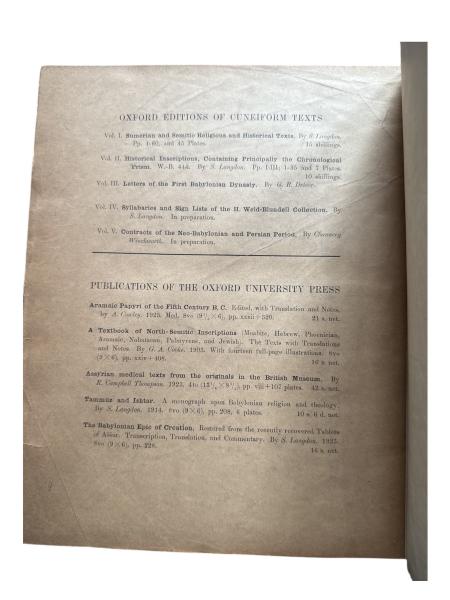 OXFORD EDITIONS OF CUNEIFORM TEXTS
Vol. I. Sumerian and Semitic Religious and Historical Texts. By S. Langdon.
Pp. 1-60, and 45 Plates. 15 shillings.
Vol. II. Historical Inscriptions, Containing Principally the Chronological
Prism. W.-B. 444. By S. Langdon. Pp. I-III; 1-35 and 7 Plates.
10 shillings.
Vol. III. Letters of the First Babylonian Dynasty. By G. R. Driver.
Vol. IV. Syllabaries and Sign Lists of the H. Weld-Blundell Collection. By
S. Langdon. In preparation.
Vol. V. Contracts of the Neo-Babylonian and Persian Period. By Chauncey
Winckworth. In preparation.
PUBLICATIONS OF THE OXFORD UNIVERSITY PRESS
Aramaic Papyri of the Fifth Century B. C. Edited, with Translation and Notes,
by A. Cowley. 1923. Med. 8vo (9½×6), pp. xxxii+320. 21 s. net.
A Textbook of North-Semitic Inscriptions (Moabite, Hebrew, Phoenician,
Aramaic, Nabataean, Palmyrene, and Jewish). The Texts with Translations
and Notes. By G. A. Cooke. 1903. With fourteen full-page illustrations. 8vo
(9×6), pp. xxiv+408. 16 s. net.
Assyrian medical texts from the originals in the British Museum. By
R. Campbell Thompson. 1923. 4to pp. viii+107 plates. 42 s. net.
Tammuz and Ishtar. A monograph upon Babylonian religion and theology.
By S. Langdon. 1914. 8vo (9×6), pp. 208, 4 plates. 10 s. 6 d. net.
The Babylonian Epic of Creation. Restored from the recently recovered Tablets
of Assur. Transcription, Translation, and Commentary. By S. Langdon. 1923.
8vo (9×6), pp. 228. net.